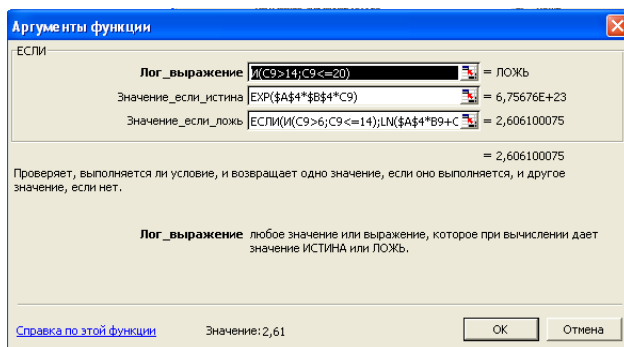 Аргументы функции
ЕСЛИ
Лог_выражение И(C9>14;C9<=20) = ЛОЖЬ
Значение_если_истина EXP($A$4*$B$4*C9) = 6,75676E+23
Значение_если_ложь ЕСЛИ(И(C9>6;C9<=14);LN($A$4*B9+C = 2,606100075
= 2,606100075
Проверяет, выполняется ли условие, и возвращает одно значение, если оно выполняется, и другое
значение, если нет.
Лог_выражение любое значение или выражение, которое при вычислении дает
значение ИСТИНА или ЛОЖЬ.
Справка по этой функции Значение:2,61 ОК Отмена